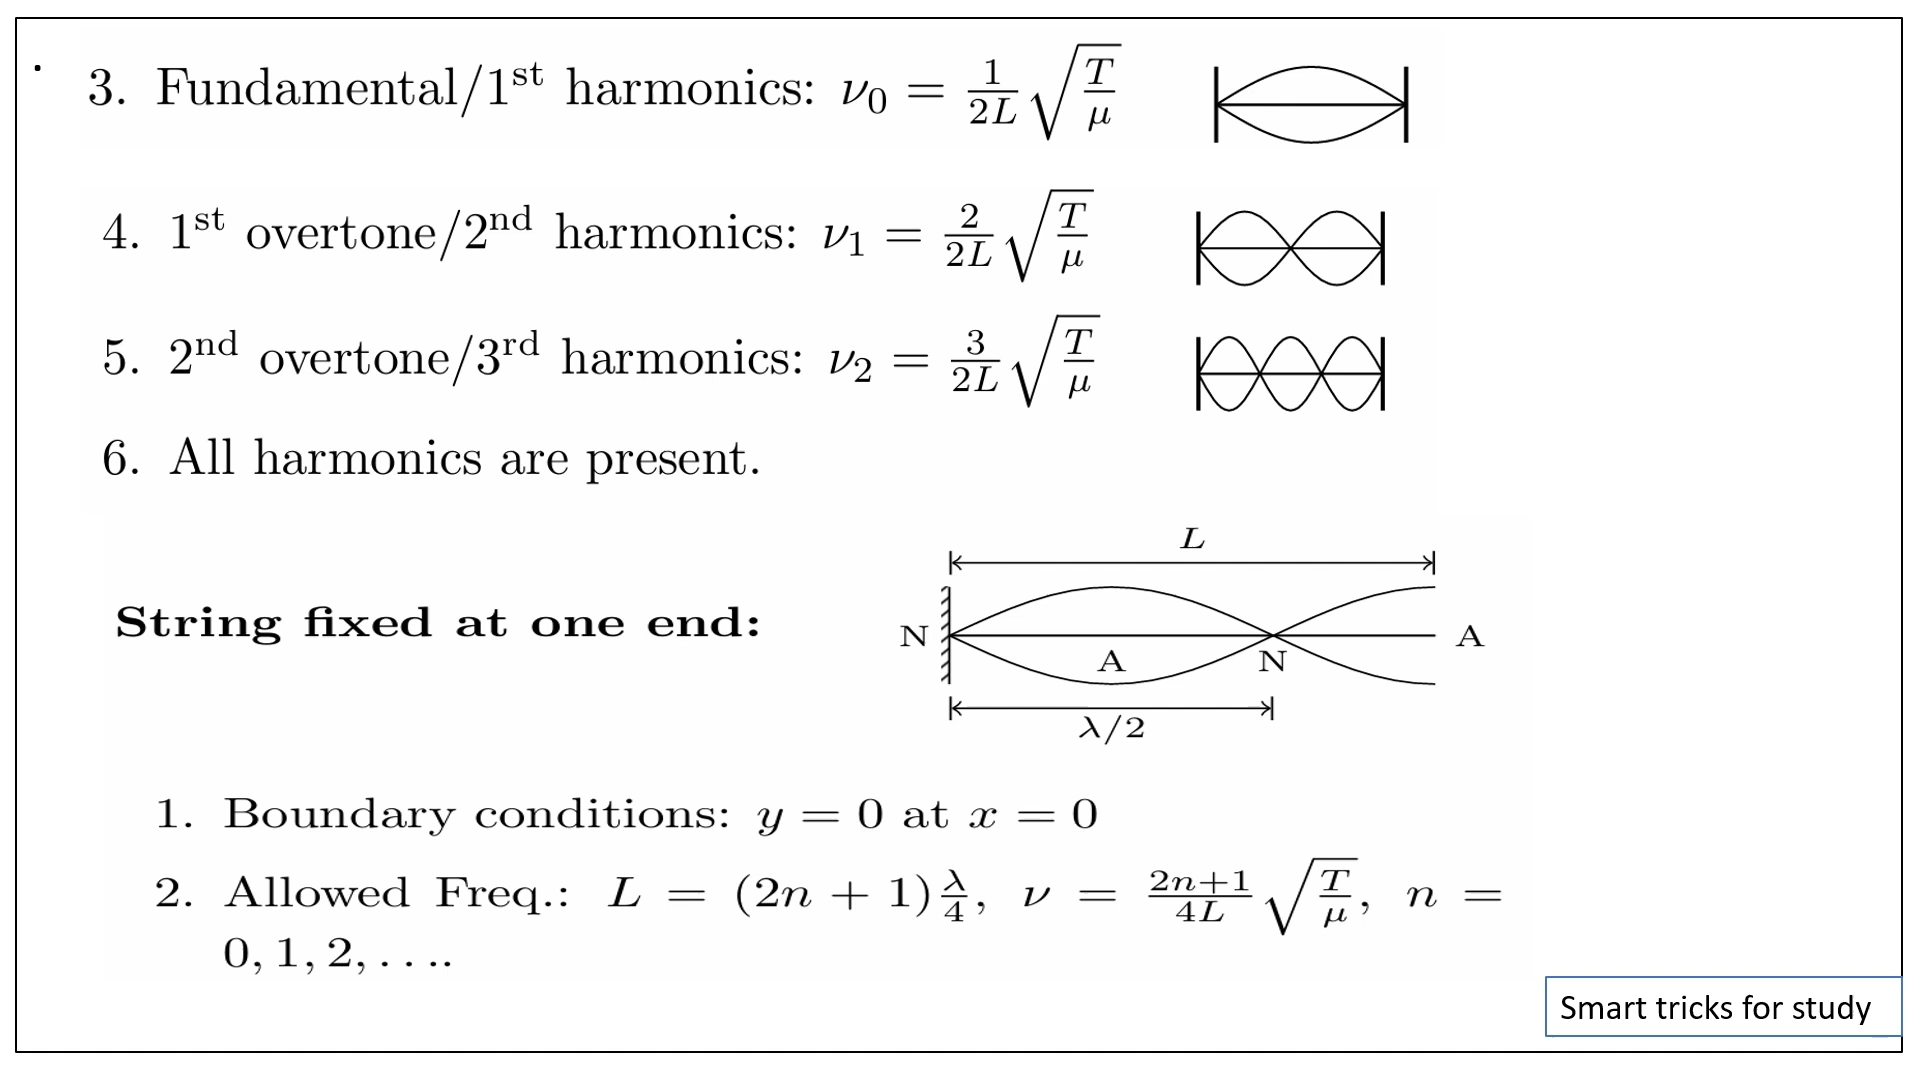 .
3. Fundamental/1st harmonics: ν₀ = 1/2L √(T/μ)
4. 1st overtone/2nd harmonics: ν₁ = 2/2L √(T/μ)
5. 2nd overtone/3rd harmonics: ν₂ = 3/2L √(T/μ)
6. All harmonics are present.
L
String fixed at one end:
N
A
N
A
λ/2
1. Boundary conditions: y = 0 at x = 0
2. Allowed Freq.: L = (2n + 1)λ/4, ν = 2n+1/4L √(T/μ), n =
0, 1, 2, . . ..
Smart tricks for study